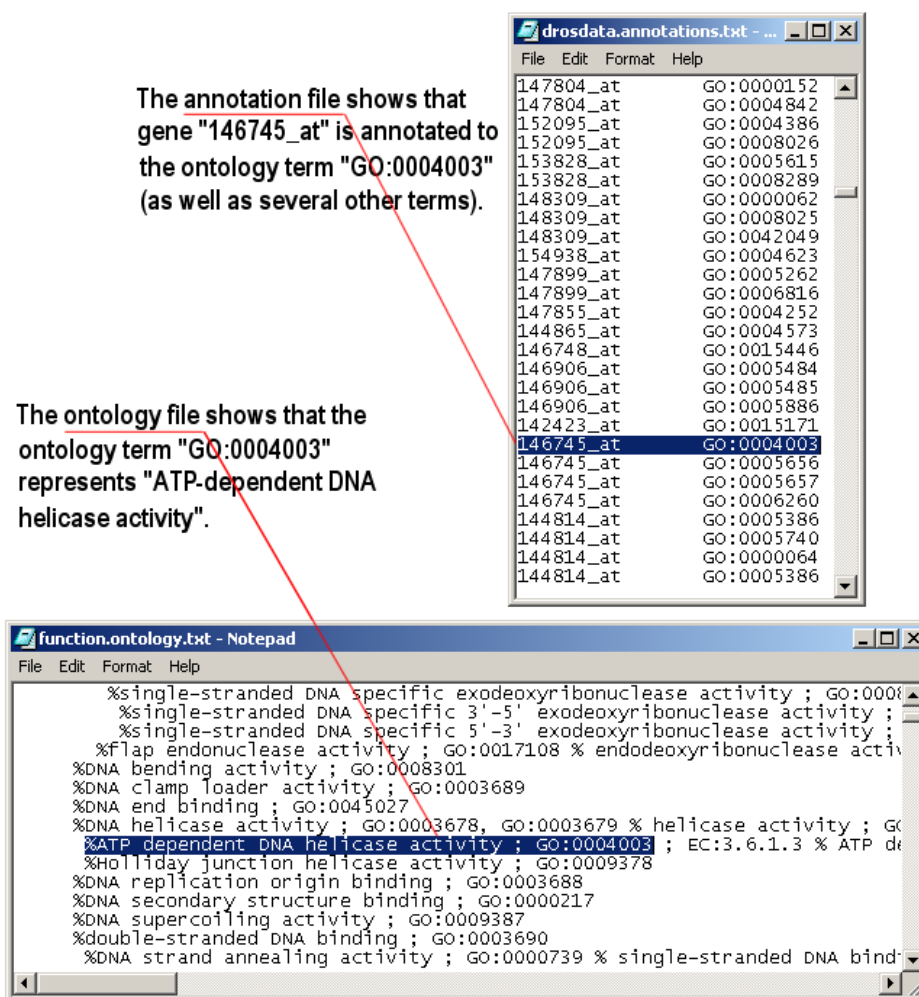 drosdata.annotations.txt - ...
File Edit Format Help
147804_at GO:0000152
147804_at GO:0004842
152095_at GO:0004386
152095_at GO:0008026
153828_at GO:0005615
153828_at GO:0008289
148309_at GO:0000062
148309_at GO:0008025
148309_at GO:0042049
154938_at GO:0004623
147899_at GO:0005262
147899_at GO:0006816
147855_at GO:0004252
144865_at GO:0004573
146748_at GO:0015446
146906_at GO:0005484
146906_at GO:0005485
146906_at GO:0005886
142423_at GO:0015171
146745_at GO:0004003
146745_at GO:0005656
146745_at GO:0005657
146745_at GO:0006260
144814_at GO:0005386
144814_at GO:0005740
144814_at GO:0000064
144814_at GO:0005386
The annotation file shows that
gene "146745_at" is annotated to
the ontology term "GO:0004003"
(as well as several other terms).
The ontology file shows that the
ontology term "GO:0004003"
represents "ATP-dependent DNA
helicase activity".
function.ontology.txt - Notepad
File Edit Format Help
%single-stranded DNA specific exodeoxyribonuclease activity ; GO:0008
%single-stranded DNA specific 3'-5' exodeoxyribonuclease activity ;
%single-stranded DNA specific 5'-3' exodeoxyribonuclease activity ;
%flap endonuclease activity ; GO:0017108 % endodeoxyribonuclease activ
%DNA bending activity ; GO:0008301
%DNA clamp loader activity ; GO:0003689
%DNA end binding ; GO:0045027
%DNA helicase activity ; GO:0003678, GO:0003679 % helicase activity ; GO
%ATP dependent DNA helicase activity ; GO:0004003 ; EC:3.6.1.3 % ATP de
%Holliday junction helicase activity ; GO:0009378
%DNA replication origin binding ; GO:0003688
%DNA secondary structure binding ; GO:0000217
%DNA supercoiling activity ; GO:0009387
%double-stranded DNA binding ; GO:0003690
%DNA strand annealing activity ; GO:0000739 % single-stranded DNA bind